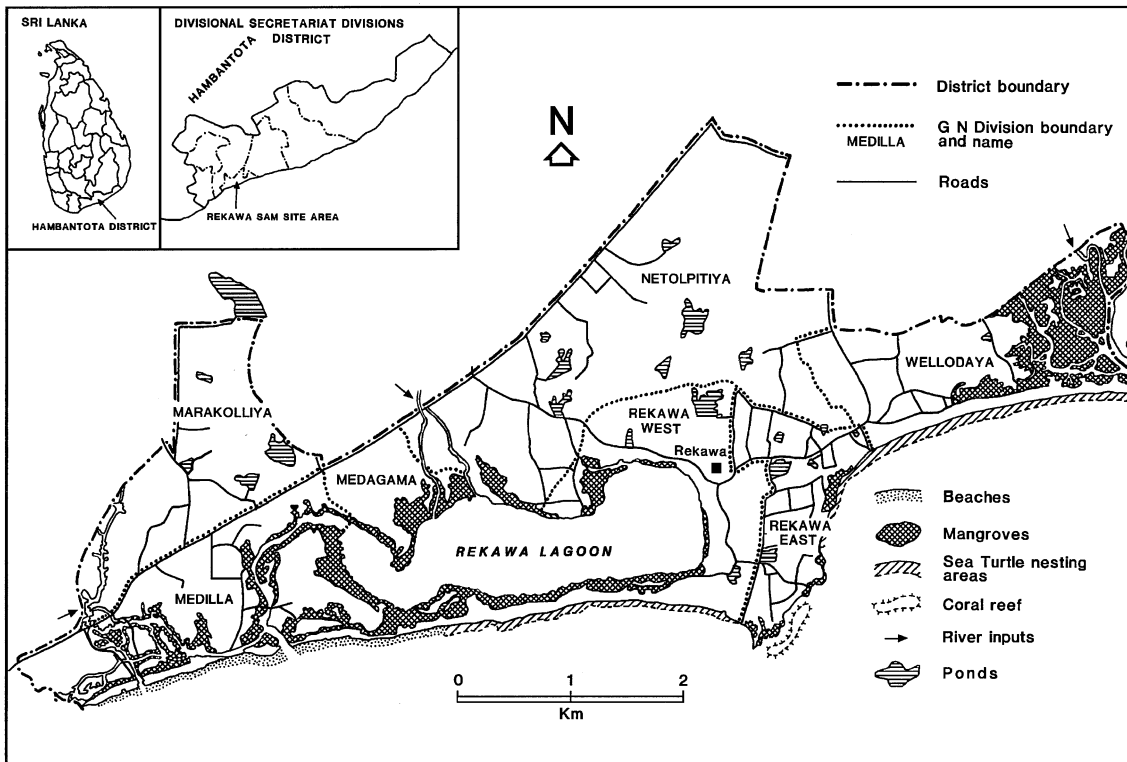 SRI LANKA
HAMBANTOTA DISTRICT
DIVISIONAL SECRETARIAT DIVISIONS
DISTRICT
HAMBANTOTA
REKAWA SAM SITE AREA
N
District boundary
MEDILLA
G N Division boundary
and name
Roads
NETOLPITIYA
WELLODAYA
MARAKOLLIYA
REKAWA
WEST
Rekawa
MEDAGAMA
REKAWA
EAST
REKAWA LAGOON
MEDILLA
Beaches
Mangroves
Sea Turtle nesting
areas
Coral reef
River inputs
Ponds
0 1 2
Km